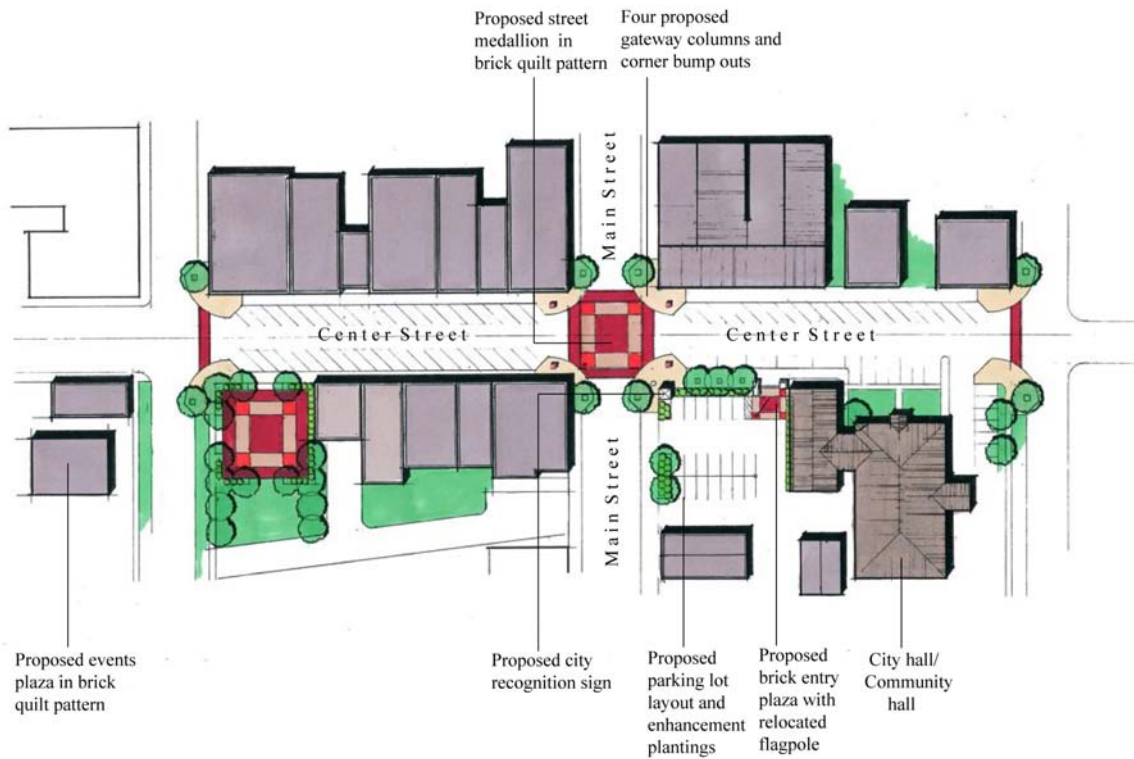 Proposed street
medallion in
brick quilt pattern
Four proposed
gateway columns and
corner bump outs
Main Street
Center Street
Center Street
Main Street
Proposed events
plaza in brick
quilt pattern
Proposed city
recognition sign
Proposed
parking lot
layout and
enhancement
plantings
Proposed
brick entry
plaza with
relocated
flagpole
City hall/
Community
hall